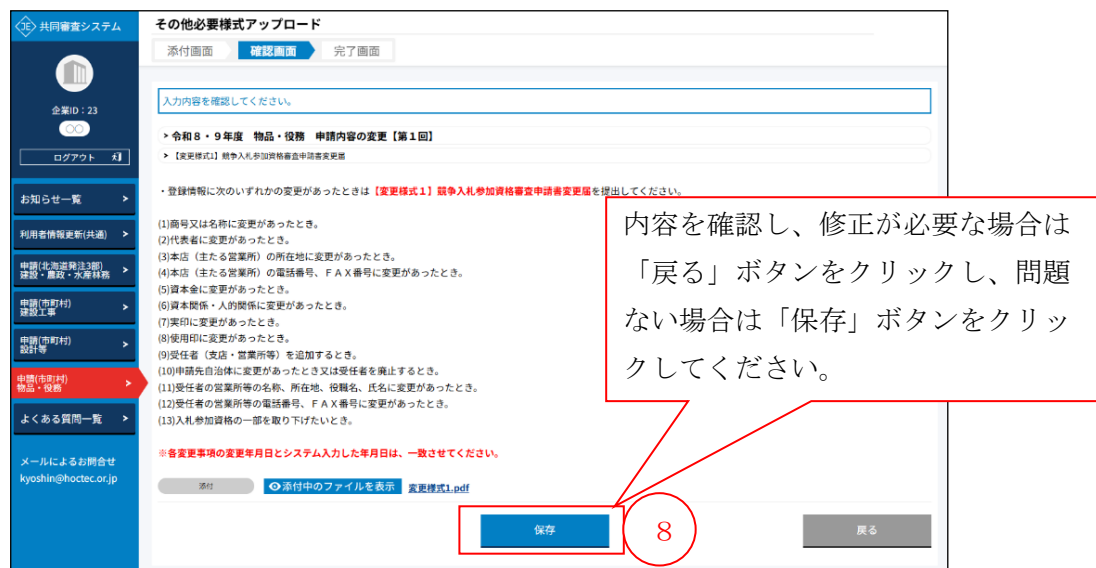 JE 共同審査システム
企業ID：23
○○
ログアウト
お知らせ一覧 >
利用者情報更新(共通) >
申請(北海道発注3部)
建設・農政・水産林務 >
申請(市町村)
建設工事 >
申請(市町村)
設計等 >
申請(市町村)
物品・役務 >
よくある質問一覧 >
メールによるお問合せ
kyoshin@hoctec.or.jp
その他必要様式アップロード
添付画面 確認画面 完了画面
入力内容を確認してください。
> 令和８・９年度　物品・役務　申請内容の変更【第１回】
> 【変更様式1】競争入札参加資格審査申請書変更届
・登録情報に次のいずれかの変更があったときは【変更様式１】競争入札参加資格審査申請書変更届を提出してください。
(1)商号又は名称に変更があったとき。
(2)代表者に変更があったとき。
(3)本店（主たる営業所）の所在地に変更があったとき。
(4)本店（主たる営業所）の電話番号、ＦＡＸ番号に変更があったとき。
(5)資本金に変更があったとき。
(6)資本関係・人的関係に変更があったとき。
(7)実印に変更があったとき。
(8)使用印に変更があったとき。
(9)受任者（支店・営業所等）を追加するとき。
(10)申請先自治体に変更があったとき又は受任者を廃止するとき。
(11)受任者の営業所等の名称、所在地、役職名、氏名に変更があったとき。
(12)受任者の営業所等の電話番号、ＦＡＸ番号に変更があったとき。
(13)入札参加資格の一部を取り下げたいとき。
※各変更事項の変更年月日とシステム入力した年月日は、一致させてください。
添付 添付中のファイルを表示 変更様式1.pdf
保存 戻る
8
内容を確認し、修正が必要な場合は
「戻る」ボタンをクリックし、問題
ない場合は「保存」ボタンをクリッ
クしてください。